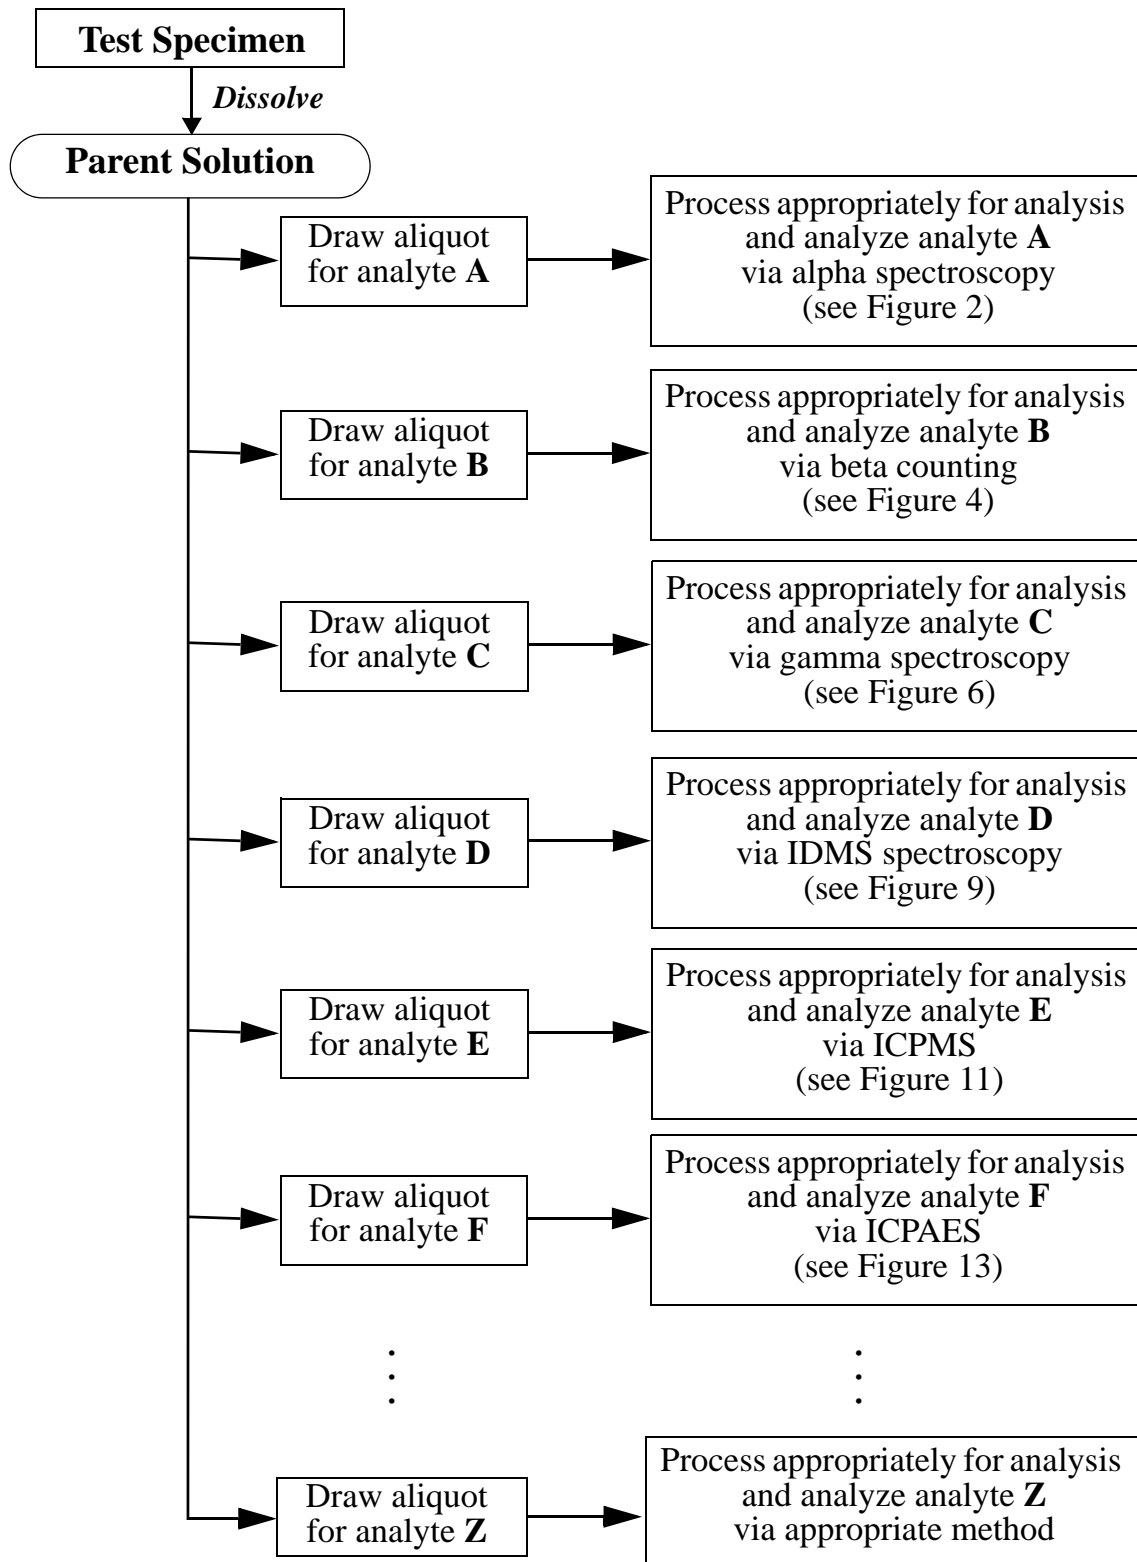 Test Specimen
Dissolve
Parent Solution
Draw aliquot
for analyte A
Process appropriately for analysis
and analyze analyte A
via alpha spectroscopy
(see Figure 2)
Draw aliquot
for analyte B
Process appropriately for analysis
and analyze analyte B
via beta counting
(see Figure 4)
Draw aliquot
for analyte C
Process appropriately for analysis
and analyze analyte C
via gamma spectroscopy
(see Figure 6)
Draw aliquot
for analyte D
Process appropriately for analysis
and analyze analyte D
via IDMS spectroscopy
(see Figure 9)
Draw aliquot
for analyte E
Process appropriately for analysis
and analyze analyte E
via ICPMS
(see Figure 11)
Draw aliquot
for analyte F
Process appropriately for analysis
and analyze analyte F
via ICPAES
(see Figure 13)
Draw aliquot
for analyte Z
Process appropriately for analysis
and analyze analyte Z
via appropriate method